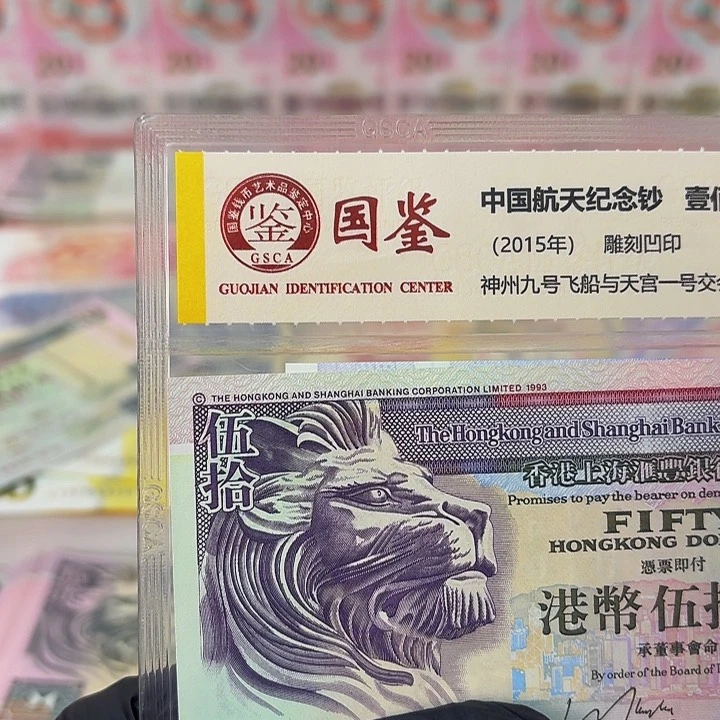 GSCA
国鉴钱币艺术品鉴定中心
鉴
GSCA
国鉴
GUOJIAN IDENTIFICATION CENTER
中国航天纪念钞 壹
(2015年) 雕刻凹印
神州九号飞船与天宫一号交会
© THE HONGKONG AND SHANGHAI BANKING CORPORATION LIMITED 1993
伍拾
The Hongkong and Shanghai Bank
香港上海滙豐銀
Promises to pay the bearer on dem
FIFTY
HONGKONG DO
憑票即付
港幣伍拾
承董事會命
By order of the Board of
GSCA